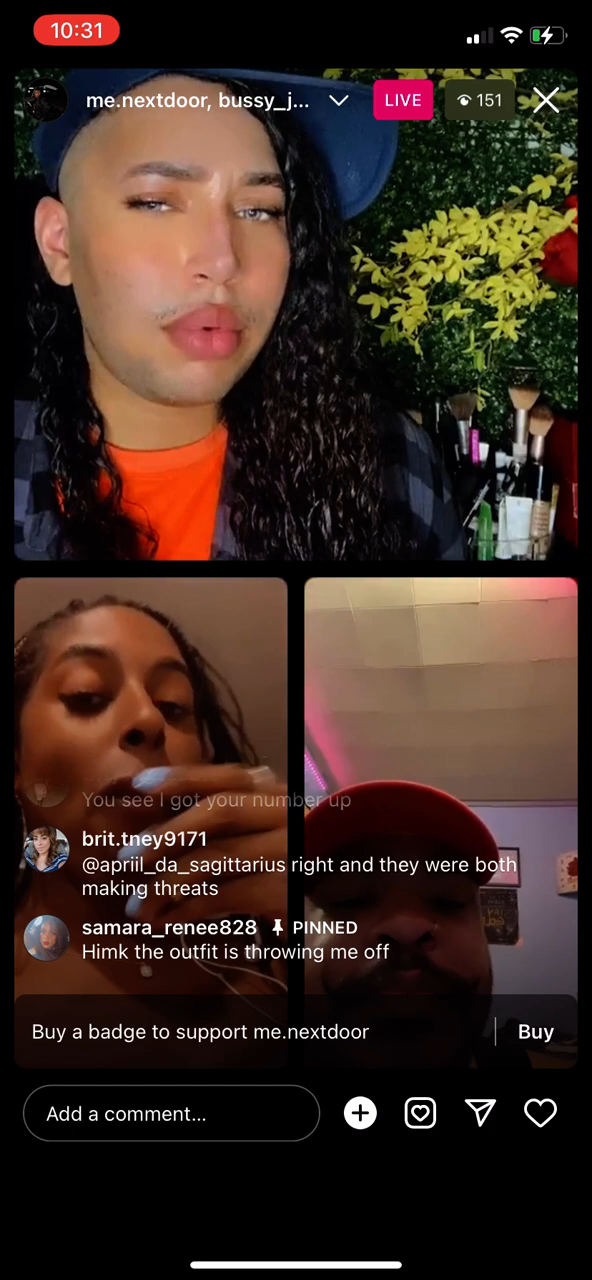 10:31
me.nextdoor, bussy_j...
LIVE
151
You see I got your number up
brit.tney9171
@apriil_da_sagittarius right and they were both
making threats
samara_renee828 PINNED
Himk the outfit is throwing me off
Buy a badge to support me.nextdoor
Buy
Add a comment...